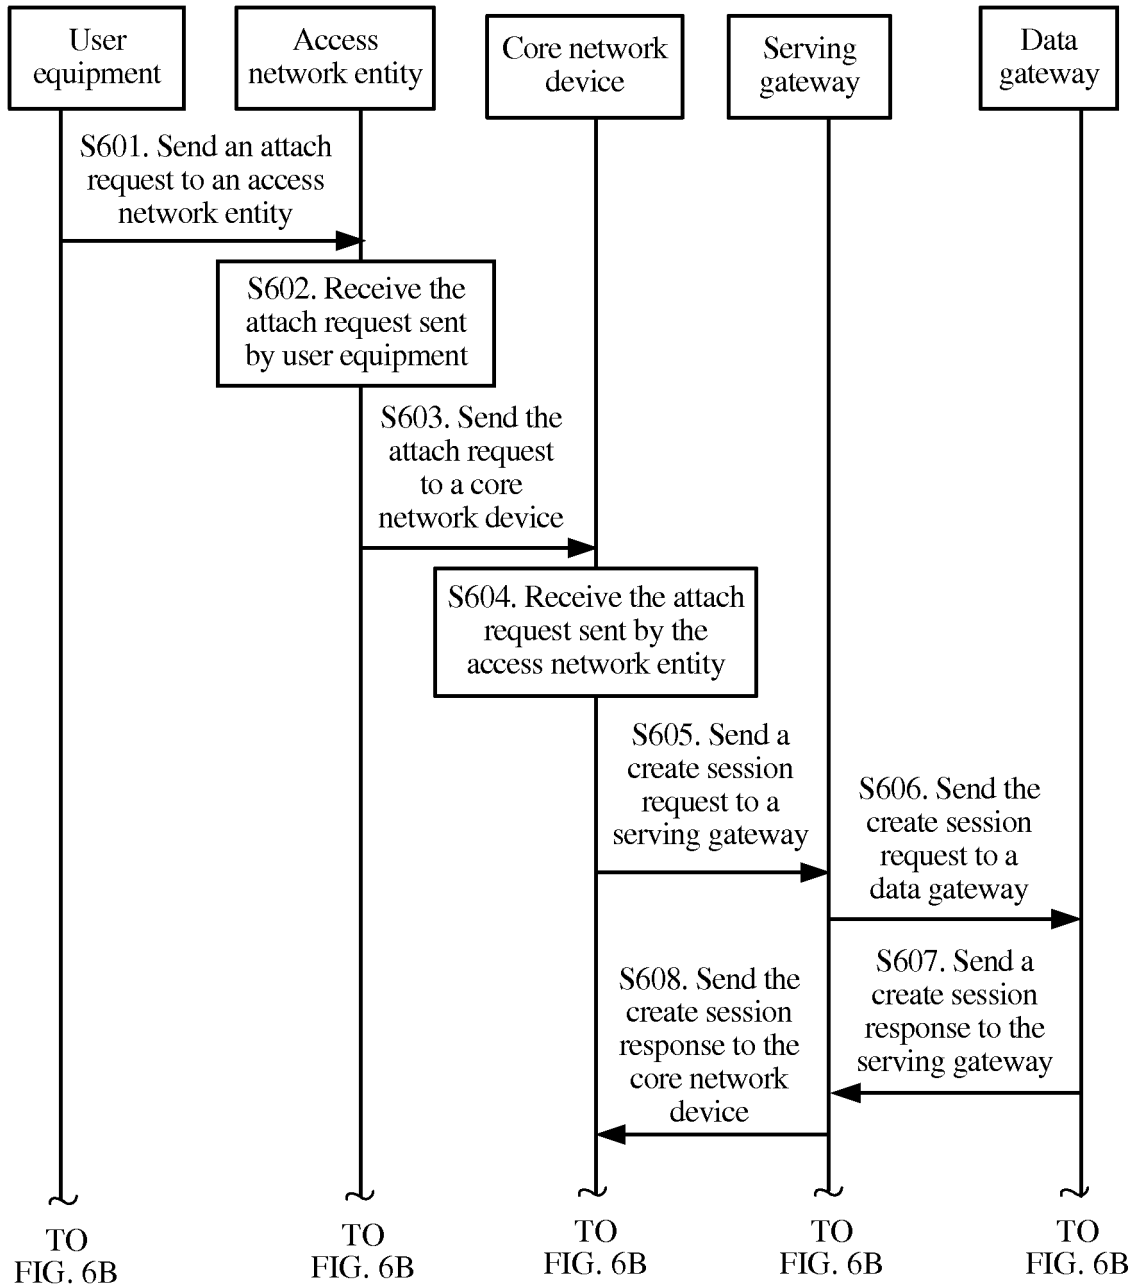 User
equipment
Access
network entity
Core network
device
Serving
gateway
Data
gateway
S601. Send an attach
request to an access
network entity
S602. Receive the
attach request sent
by user equipment
S603. Send the
attach request
to a core
network device
S604. Receive the attach
request sent by the
access network entity
S605. Send a
create session
request to a
serving gateway
S606. Send the
create session
request to a
data gateway
S607. Send a
create session
response to the
serving gateway
S608. Send the
create session
response to the
core network
device
TO
FIG. 6B
TO
FIG. 6B
TO
FIG. 6B
TO
FIG. 6B
TO
FIG. 6B